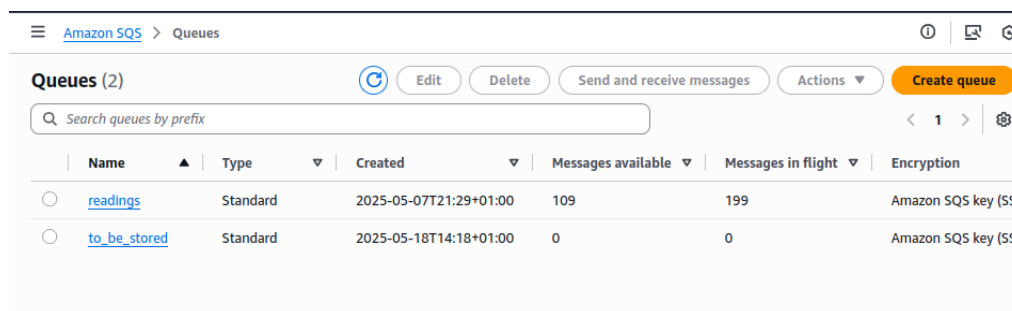 Amazon SQS > Queues
Queues (2) Edit Delete Send and receive messages Actions Create queue
Search queues by prefix 1
Name Type Created Messages available Messages in flight Encryption
readings Standard 2025-05-07T21:29+01:00 109 199 Amazon SQS key (SS
to_be_stored Standard 2025-05-18T14:18+01:00 0 0 Amazon SQS key (SS